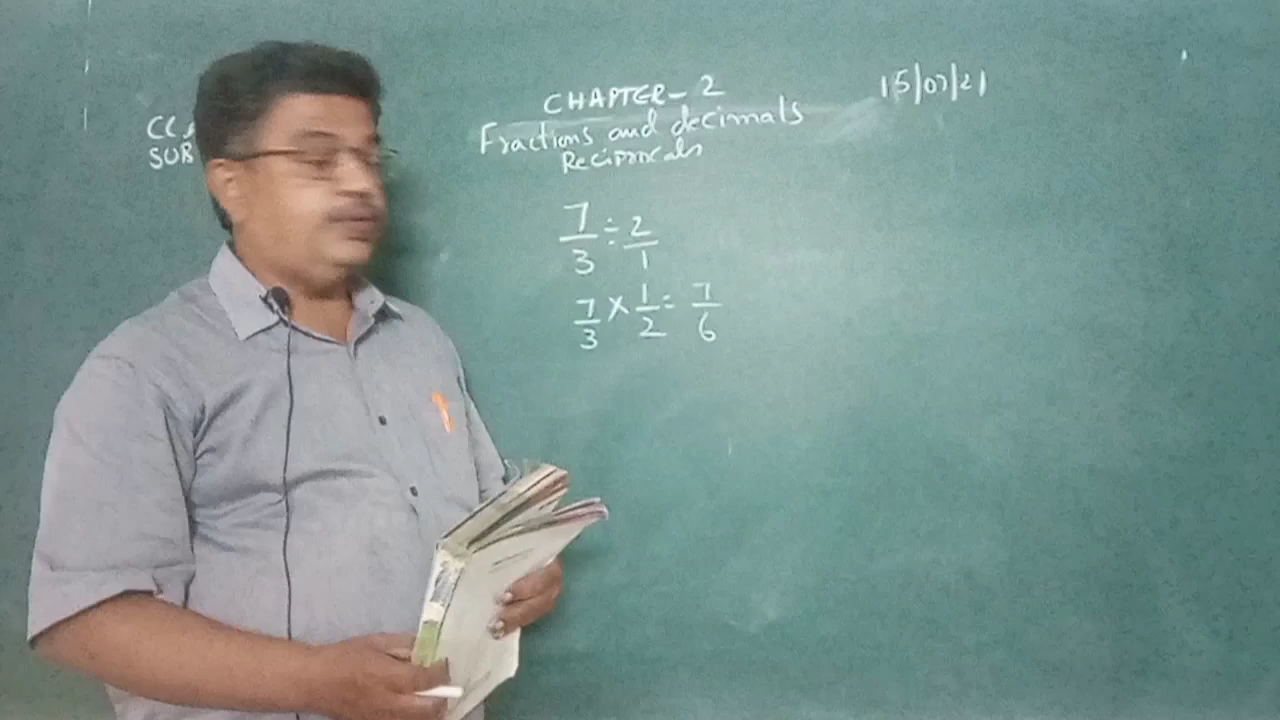 CHAPTER - 2
15/07/21
Fractions and decimals
Reciprocals
SUB
7/3 ÷ 2/1
7/3 × 1/2 = 7/6